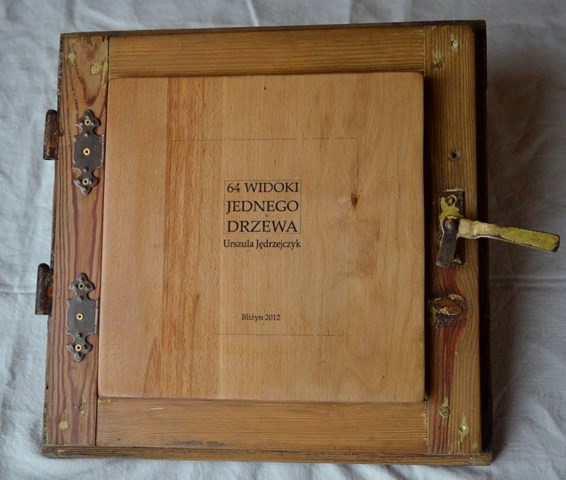 64 WIDOKI
JEDNEGO
DRZEWA
Urszula Jędrzejczyk
Bliżyn 2012